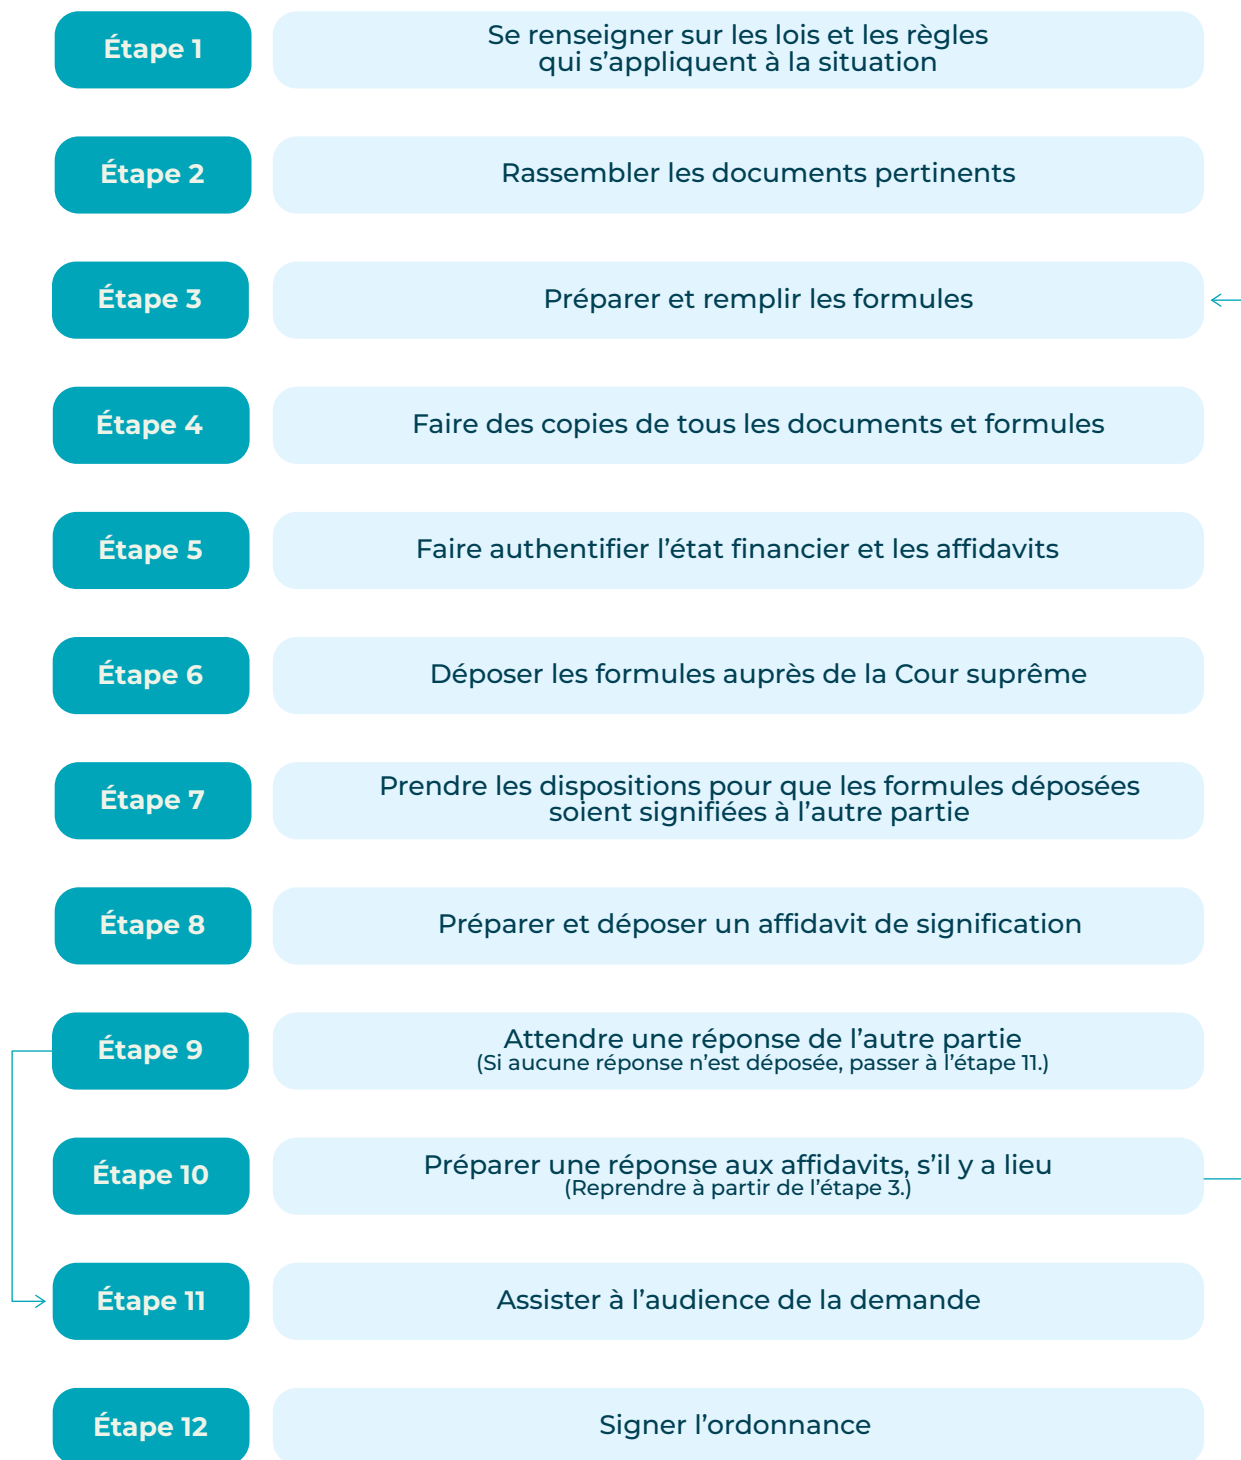 Étape 1
Se renseigner sur les lois et les règles
qui s’appliquent à la situation
Étape 2
Rassembler les documents pertinents
Étape 3
Préparer et remplir les formules
Étape 4
Faire des copies de tous les documents et formules
Étape 5
Faire authentifier l’état financier et les affidavits
Étape 6
Déposer les formules auprès de la Cour suprême
Étape 7
Prendre les dispositions pour que les formules déposées
soient signifiées à l’autre partie
Étape 8
Préparer et déposer un affidavit de signification
Étape 9
Attendre une réponse de l’autre partie
(Si aucune réponse n’est déposée, passer à l’étape 11.)
Étape 10
Préparer une réponse aux affidavits, s’il y a lieu
(Reprendre à partir de l’étape 3.)
Étape 11
Assister à l’audience de la demande
Étape 12
Signer l’ordonnance